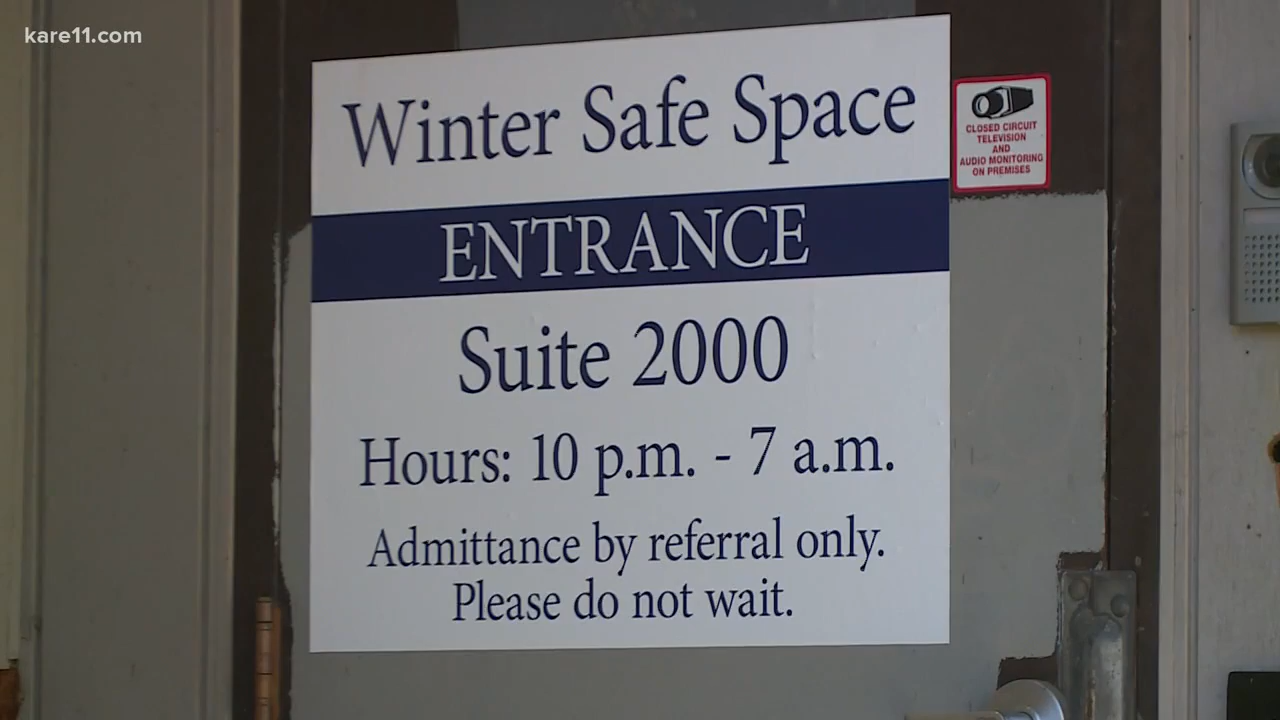 kare11.com
Winter Safe Space
ENTRANCE
Suite 2000
Hours: 10 p.m. - 7 a.m.
Admittance by referral only.
Please do not wait.
CLOSED CIRCUIT
TELEVISION
AND
AUDIO MONITORING
ON PREMISES